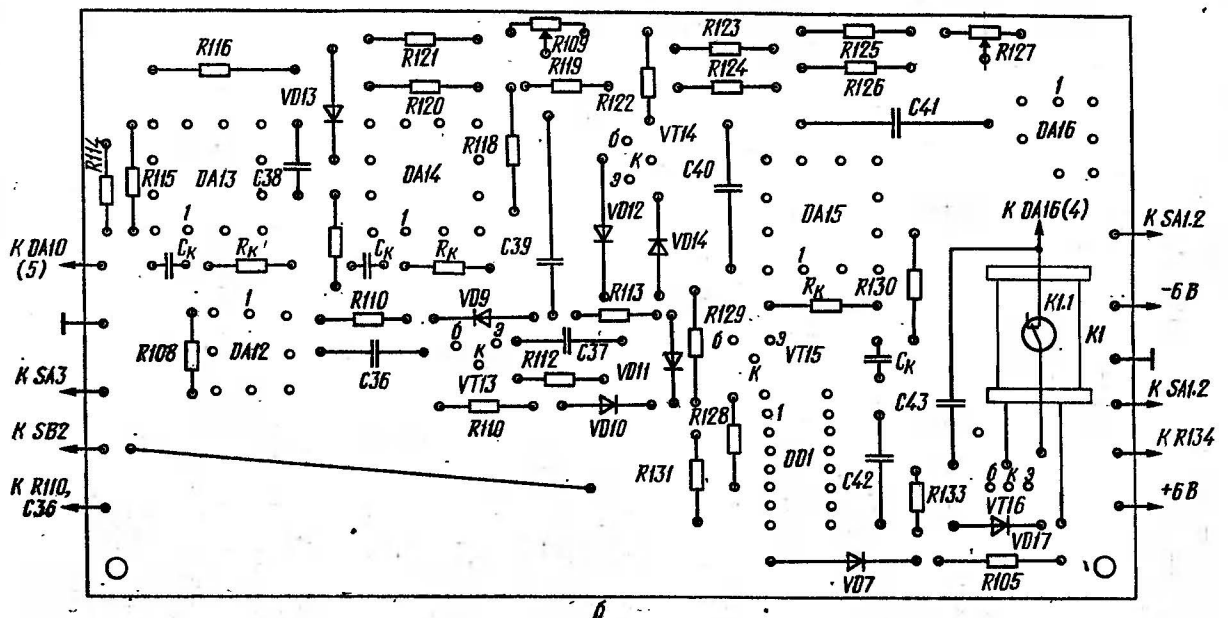 R116
R121
R109
R123
R125
R127
R119
R124
R126
VD13
R120
R122
C41
1
DA16
R114
R115
DA13
C38
DA14
R118
VT14
б
К
э
C40
К DA16(4)
1
1
VD12
VD14
DA15
К SA1.2
К DA10
(5)
Cк
Rк
Cк
Rк
C39
1
Rк
R130
-6 В
1
R110
VD9
R113
R129
К1.1
К1
R108
DA12
C36
б
э
к
VT13
C37
R112
VD11
б
э
к
VT15
Cк
К SA3
R110
VD10
R128
1
C43
К SA1.2
К SB2
R131
DD1
C42
К R134
К R110,
C36
R133
б
к
э
VT16
+6 В
VD17
VD7
R105
б